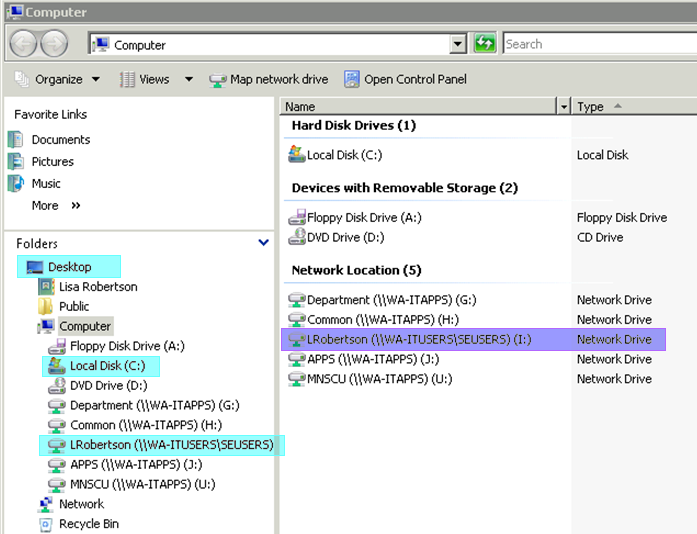 Computer
Computer
Search
Organize Views Map network drive Open Control Panel
Favorite Links
Documents
Pictures
Music
More »
Folders
Desktop
Lisa Robertson
Public
Computer
Floppy Disk Drive (A:)
Local Disk (C:)
DVD Drive (D:)
Department (\\WA-ITAPPS) (G:)
Common (\\WA-ITAPPS) (H:)
LRobertson (\\WA-ITUSERS\SEUSERS)
APPS (\\WA-ITAPPS) (J:)
MNSCU (\\WA-ITAPPS) (U:)
Network
Recycle Bin
Name Type
Hard Disk Drives (1)
Local Disk (C:) Local Disk
Devices with Removable Storage (2)
Floppy Disk Drive (A:) Floppy Disk Drive
DVD Drive (D:) CD Drive
Network Location (5)
Department (\\WA-ITAPPS) (G:) Network Drive
Common (\\WA-ITAPPS) (H:) Network Drive
LRobertson (\\WA-ITUSERS\SEUSERS) (I:) Network Drive
APPS (\\WA-ITAPPS) (J:) Network Drive
MNSCU (\\WA-ITAPPS) (U:) Network Drive